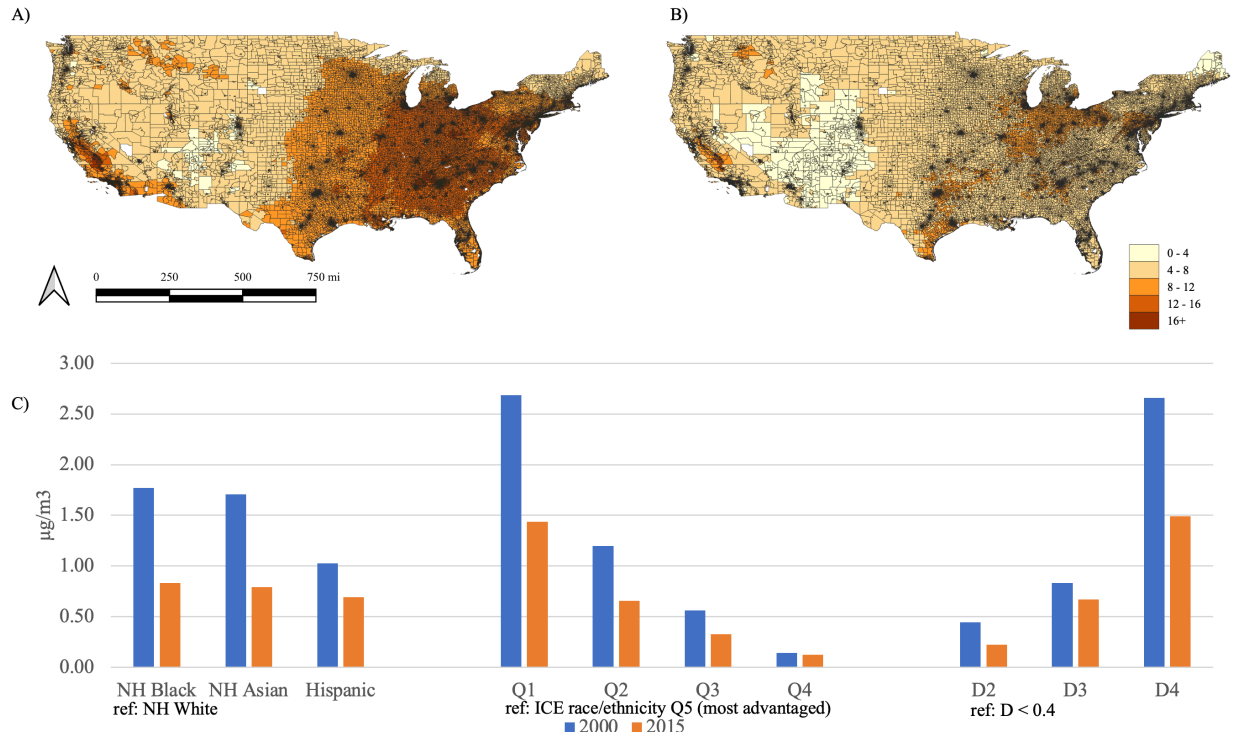 A)
B)
0 250 500 750 mi
0 - 4
4 - 8
8 - 12
12 - 16
16+
C)
3.00
2.50
2.00
1.50
1.00
0.50
0.00
µg/m3
NH Black NH Asian Hispanic Q1 Q2 Q3 Q4 D2 D3 D4
ref: NH White ref: ICE race/ethnicity Q5 (most advantaged) ref: D < 0.4
2000 2015